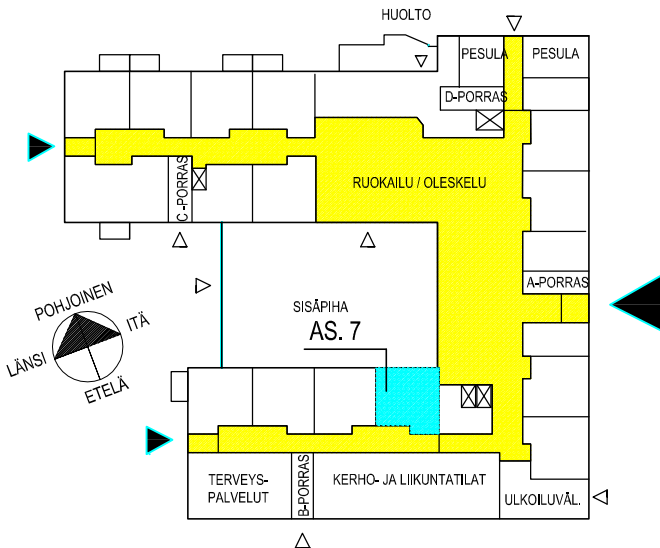 HUOLTO
PESULA
PESULA
D-PORRAS
C-PORRAS
RUOKAILU / OLESKELU
A-PORRAS
SISÄPIHA
AS. 7
POHJOINEN
ITÄ
LÄNSI
ETELÄ
TERVEYS-
PALVELUT
B-PORRAS
KERHO- JA LIIKUNTATILAT
ULKOILUVÄL.